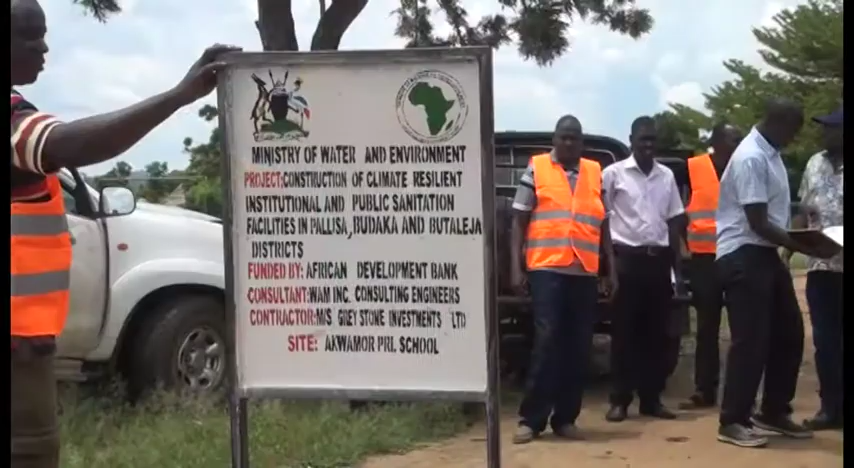 MINISTRY OF WATER AND ENVIRONMENT
PROJECT:CONSTRUCTION OF CLIMATE RESILIENT
INSTITUTIONAL AND PUBLIC SANITATION
FACILITIES IN PALLISA, BUDAKA AND BUTALEJA
DISTRICTS
FUNDED BY: AFRICAN DEVELOPMENT BANK
CONSULTANT: WAM INC. CONSULTING ENGINEERS
CONTRACTOR: M/S GREY STONE INVESTMENTS LTD
SITE: AKWAMOR PRI. SCHOOL